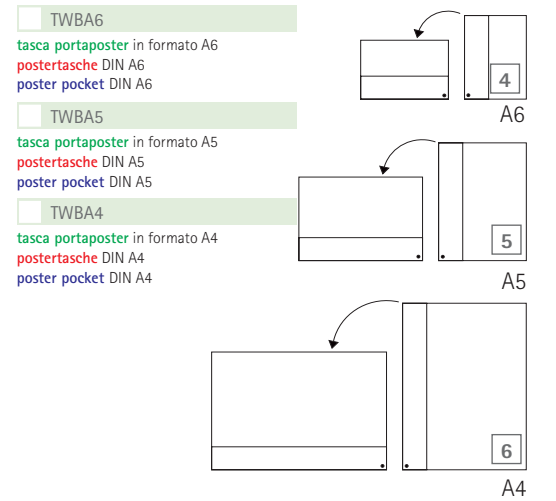 TWBA6
tasca portaposter in formato A6
postertasche DIN A6
poster pocket DIN A6
4
A6
TWBA5
tasca portaposter in formato A5
postertasche DIN A5
poster pocket DIN A5
5
A5
TWBA4
tasca portaposter in formato A4
postertasche DIN A4
poster pocket DIN A4
6
A4